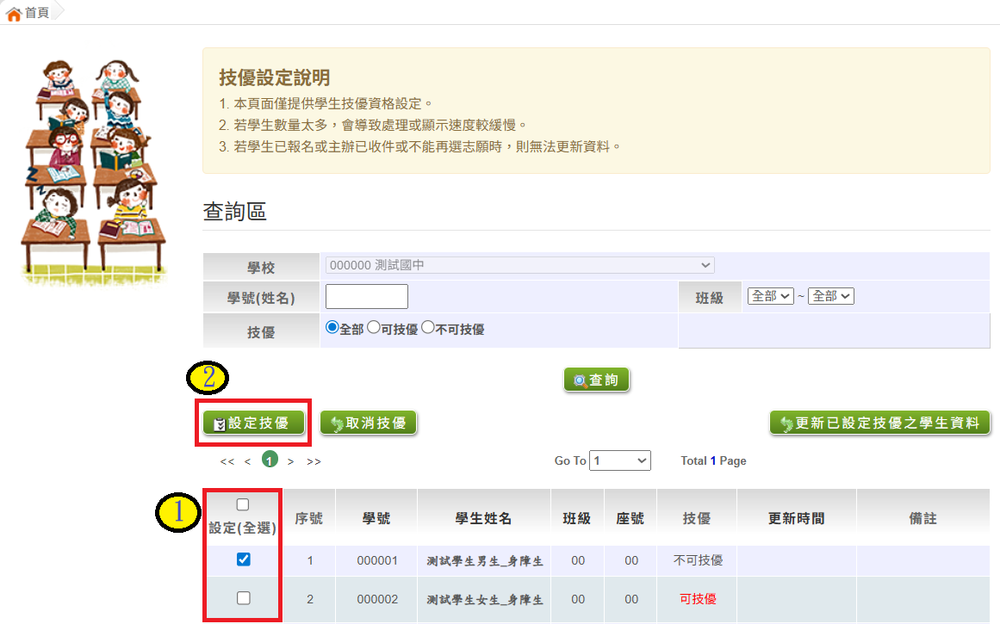 首頁
技優設定說明
1. 本頁面僅提供學生技優資格設定。
2. 若學生數量太多，會導致處理或顯示速度較緩慢。
3. 若學生已報名或主辦已收件或不能再選志願時，則無法更新資料。
查詢區
學校 000000 測試國中
學號(姓名) 班級 全部 ~ 全部
技優 全部 可技優 不可技優
查詢
2
設定技優 取消技優 更新已設定技優之學生資料
<< < 1 > >> Go To 1 Total 1 Page
1
設定(全選) 序號 學號 學生姓名 班級 座號 技優 更新時間 備註
1 000001 測試學生男生_身障生 00 00 不可技優
2 000002 測試學生女生_身障生 00 00 可技優